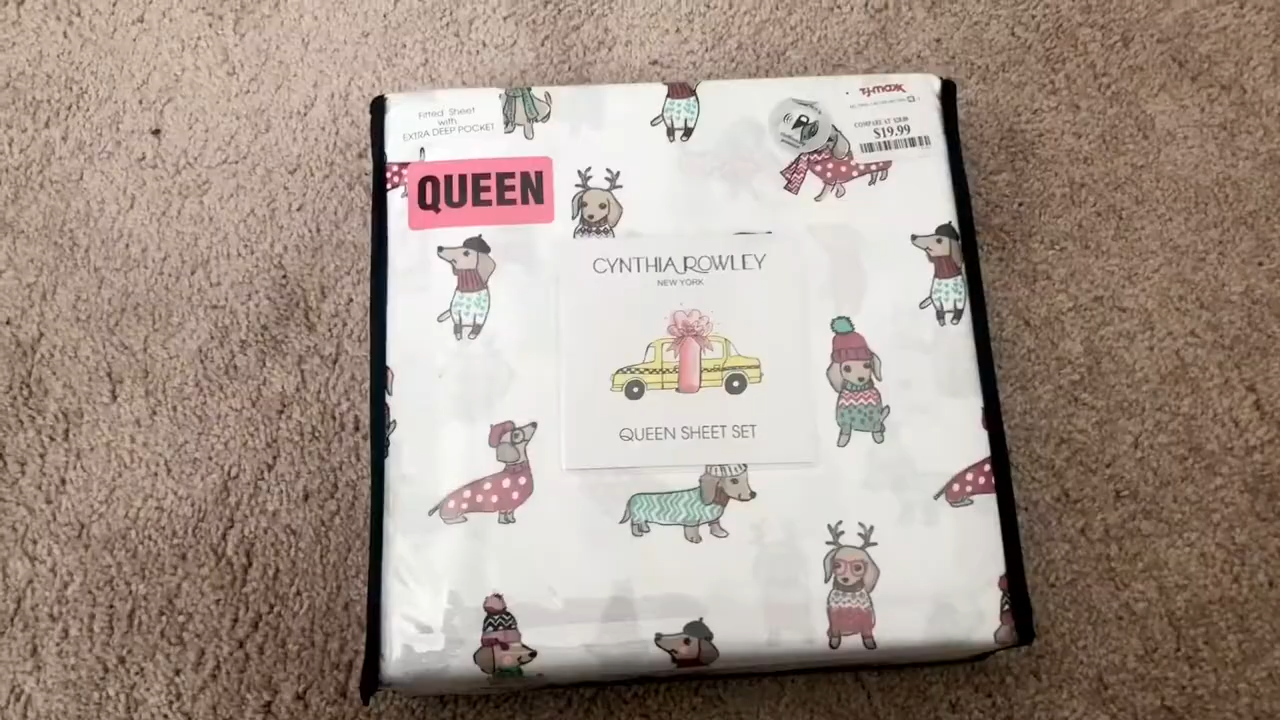 Fitted Sheet
with
EXTRA DEEP POCKET
QUEEN
T.J.maxx
COMPARE AT
$19.99
CYNTHIA ROWLEY
NEW YORK
QUEEN SHEET SET